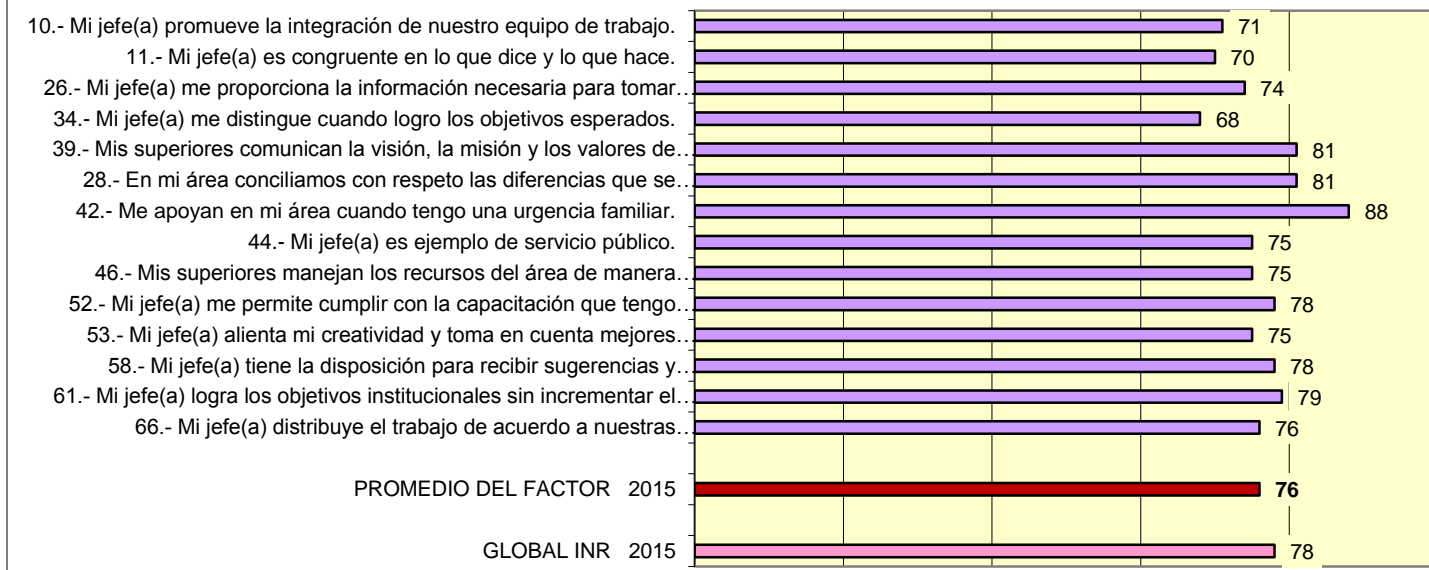 10.- Mi jefe(a) promueve la integración de nuestro equipo de trabajo. 71
11.- Mi jefe(a) es congruente en lo que dice y lo que hace. 70
26.- Mi jefe(a) me proporciona la información necesaria para tomar… 74
34.- Mi jefe(a) me distingue cuando logro los objetivos esperados. 68
39.- Mis superiores comunican la visión, la misión y los valores de… 81
28.- En mi área conciliamos con respeto las diferencias que se… 81
42.- Me apoyan en mi área cuando tengo una urgencia familiar. 88
44.- Mi jefe(a) es ejemplo de servicio público. 75
46.- Mis superiores manejan los recursos del área de manera… 75
52.- Mi jefe(a) me permite cumplir con la capacitación que tengo… 78
53.- Mi jefe(a) alienta mi creatividad y toma en cuenta mejores… 75
58.- Mi jefe(a) tiene la disposición para recibir sugerencias y… 78
61.- Mi jefe(a) logra los objetivos institucionales sin incrementar el… 79
66.- Mi jefe(a) distribuye el trabajo de acuerdo a nuestras… 76
PROMEDIO DEL FACTOR 2015 76
GLOBAL INR 2015 78